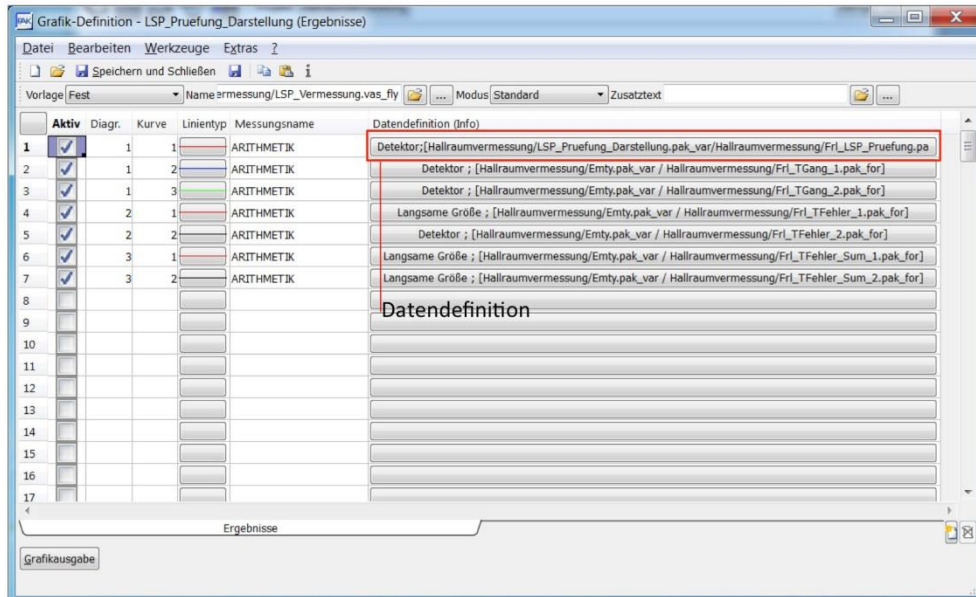 PAK Grafik-Definition - LSP_Pruefung_Darstellung (Ergebnisse)
Datei Bearbeiten Werkzeuge Extras ?
Speichern und Schließen
Vorlage Fest Name ermessung/LSP_Vermessung.vas_fly ... Modus Standard Zusatztext ...
Aktiv Diagr. Kurve Linientyp Messungsname Datendefinition (Info)
1 1 1 ARITHMETIK Detektor;[Hallraumvermessung/LSP_Pruefung_Darstellung.pak_var/Hallraumvermessung/Frl_LSP_Pruefung.pa
2 1 2 ARITHMETIK Detektor ; [Hallraumvermessung/Emty.pak_var / Hallraumvermessung/Frl_TGang_1.pak_for]
3 1 3 ARITHMETIK Detektor ; [Hallraumvermessung/Emty.pak_var / Hallraumvermessung/Frl_TGang_2.pak_for]
4 2 1 ARITHMETIK Langsame Größe ; [Hallraumvermessung/Emty.pak_var / Hallraumvermessung/Frl_TFehler_1.pak_for]
5 2 2 ARITHMETIK Detektor ; [Hallraumvermessung/Emty.pak_var / Hallraumvermessung/Frl_TFehler_2.pak_for]
6 3 1 ARITHMETIK Langsame Größe ; [Hallraumvermessung/Emty.pak_var / Hallraumvermessung/Frl_TFehler_Sum_1.pak_for]
7 3 2 ARITHMETIK Langsame Größe ; [Hallraumvermessung/Emty.pak_var / Hallraumvermessung/Frl_TFehler_Sum_2.pak_for]
8
Datendefinition
9
10
11
12
13
14
15
16
17
Ergebnisse
Grafikausgabe